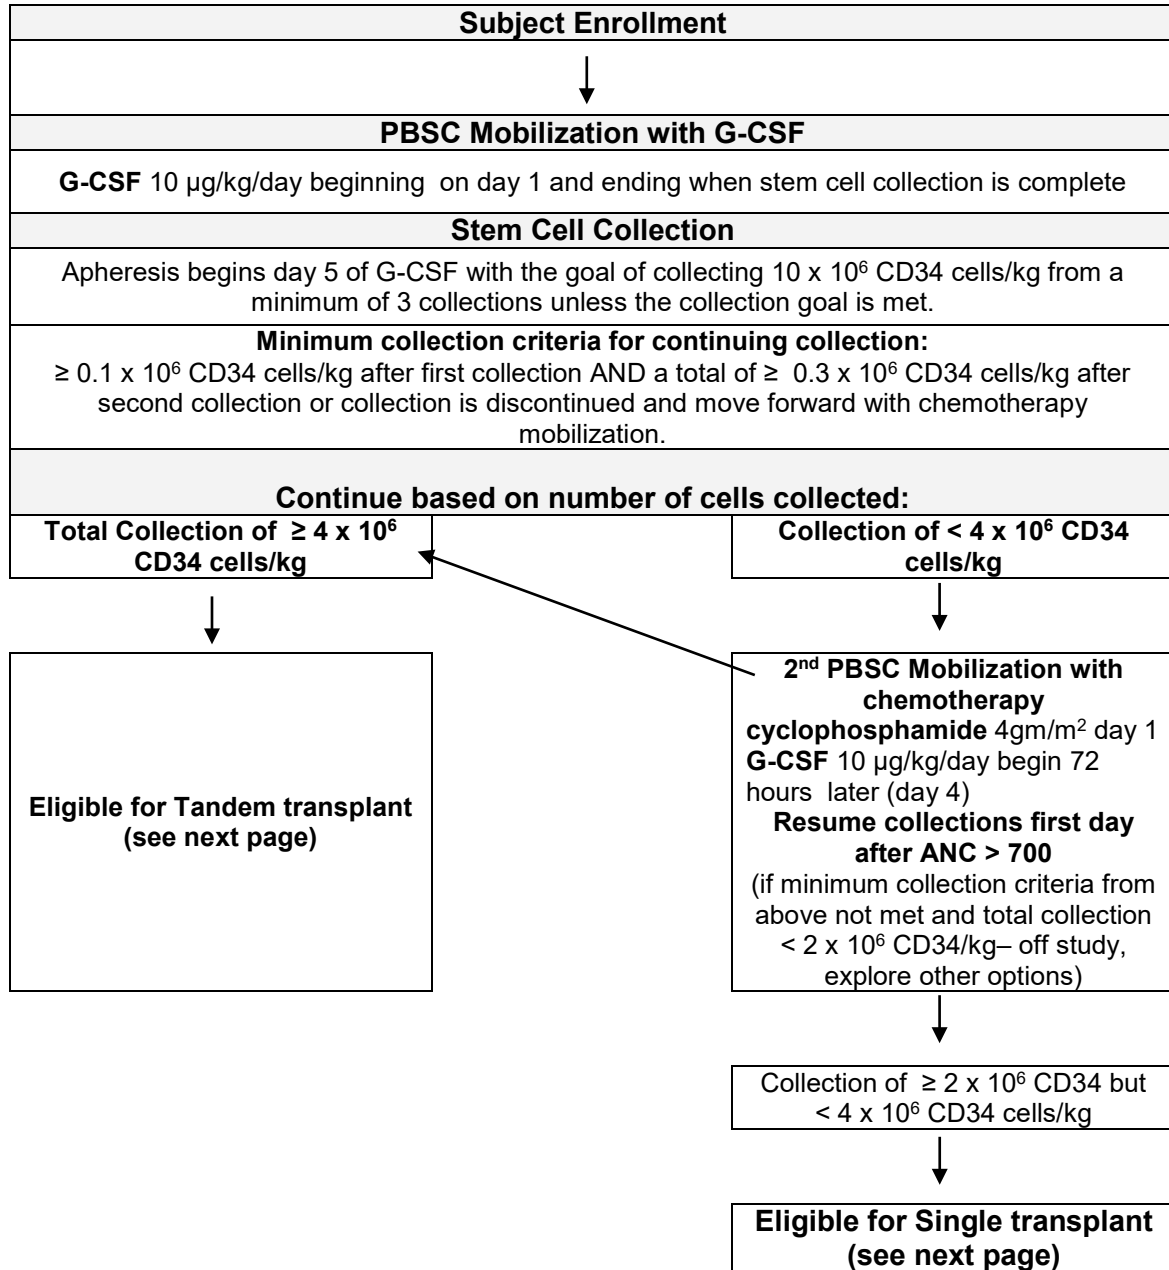 Subject Enrollment
PBSC Mobilization with G-CSF
G-CSF 10 µg/kg/day beginning on day 1 and ending when stem cell collection is complete
Stem Cell Collection
Apheresis begins day 5 of G-CSF with the goal of collecting 10 x 10⁶ CD34 cells/kg from a
minimum of 3 collections unless the collection goal is met.
Minimum collection criteria for continuing collection:
≥ 0.1 x 10⁶ CD34 cells/kg after first collection AND a total of ≥ 0.3 x 10⁶ CD34 cells/kg after
second collection or collection is discontinued and move forward with chemotherapy
mobilization.
Continue based on number of cells collected:
Total Collection of ≥ 4 x 10⁶
CD34 cells/kg
Collection of < 4 x 10⁶ CD34
cells/kg
Eligible for Tandem transplant
(see next page)
2ⁿᵈ PBSC Mobilization with
chemotherapy
cyclophosphamide 4gm/m² day 1
G-CSF 10 µg/kg/day begin 72
hours later (day 4)
Resume collections first day
after ANC > 700
(if minimum collection criteria from
above not met and total collection
< 2 x 10⁶ CD34/kg– off study,
explore other options)
Collection of ≥ 2 x 10⁶ CD34 but
< 4 x 10⁶ CD34 cells/kg
Eligible for Single transplant
(see next page)